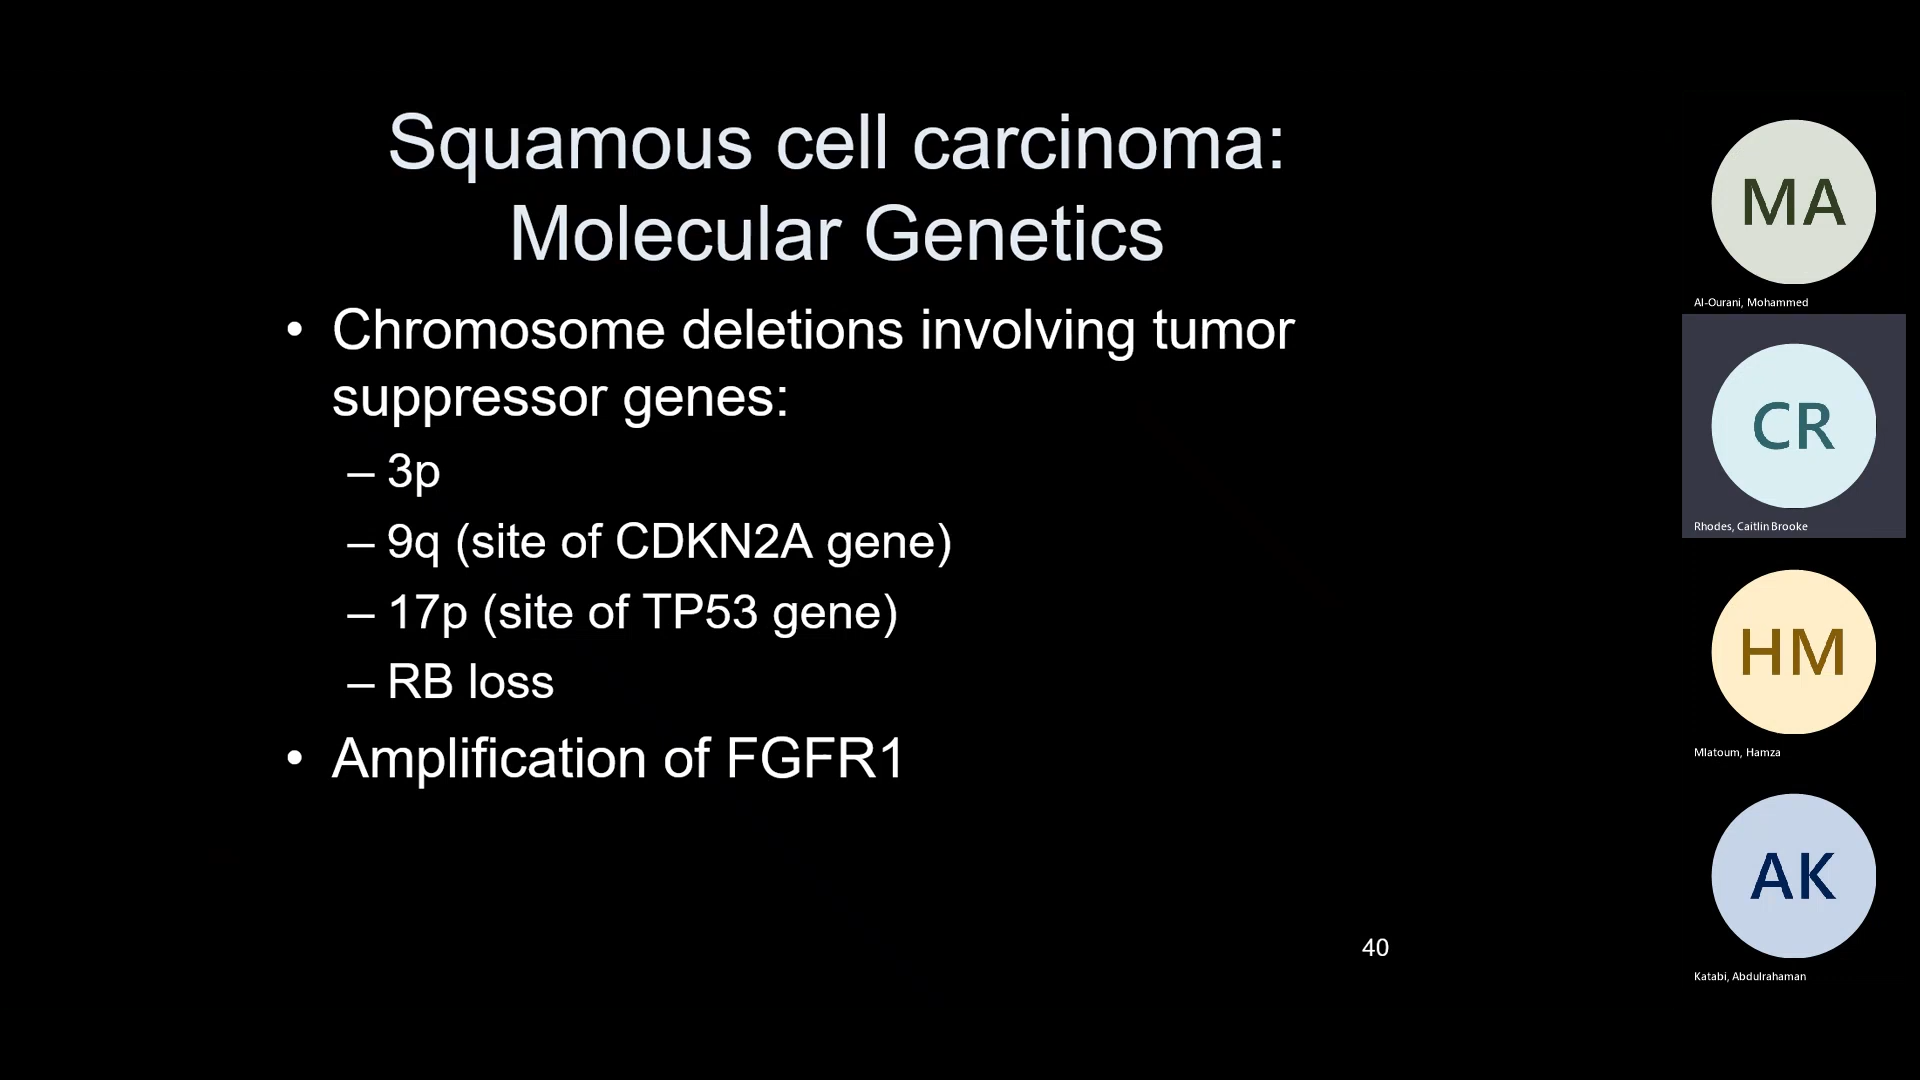 Squamous cell carcinoma:
Molecular Genetics
• Chromosome deletions involving tumor
suppressor genes:
– 3p
– 9q (site of CDKN2A gene)
– 17p (site of TP53 gene)
– RB loss
• Amplification of FGFR1
40
MA
Al-Ourani, Mohammed
CR
Rhodes, Caitlin Brooke
HM
Mlatoum, Hamza
AK
Katabi, Abdulrahaman